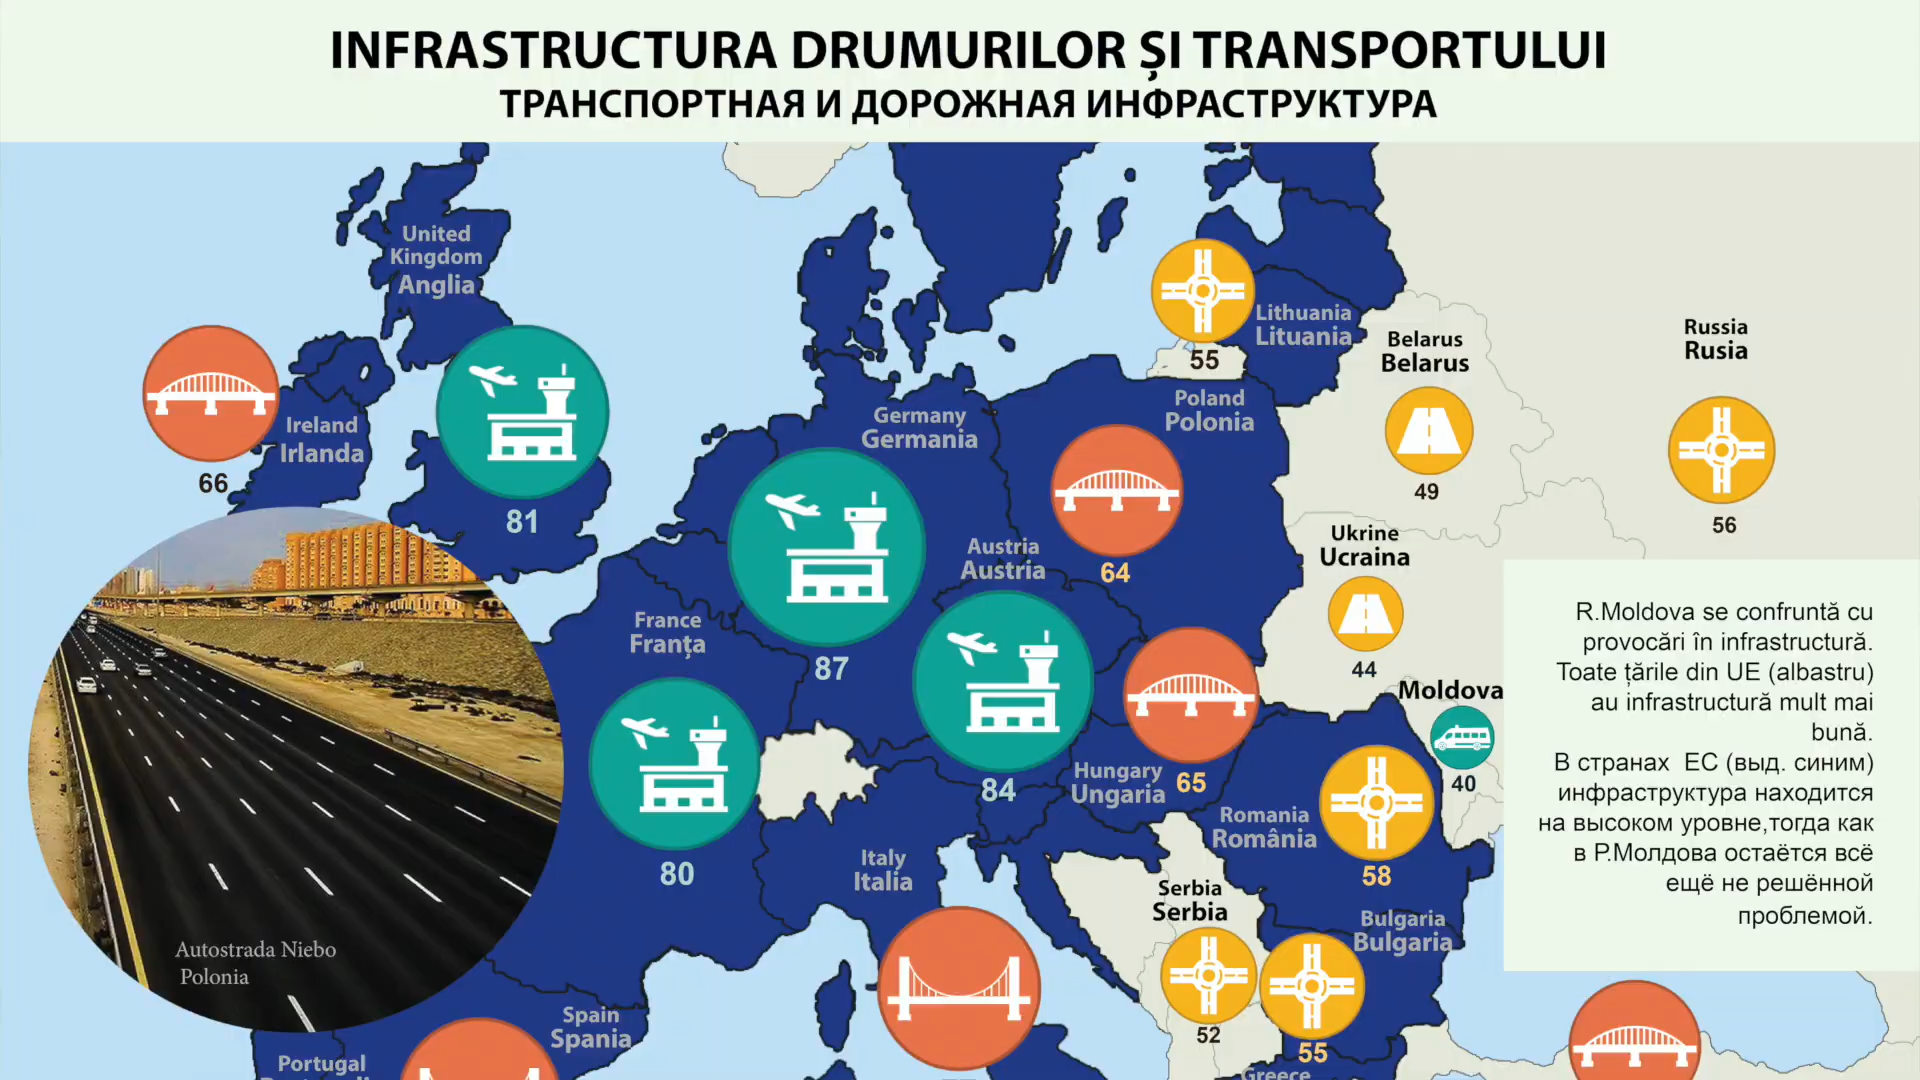 INFRASTRUCTURA DRUMURILOR ȘI TRANSPORTULUI
ТРАНСПОРТНАЯ И ДОРОЖНАЯ ИНФРАСТРУКТУРА
United
Kingdom
Anglia
81
Ireland
Irlanda
66
Lithuania
Lituania
55
Belarus
Belarus
49
Russia
Rusia
56
Germany
Germania
87
Poland
Polonia
64
Ukrine
Ucraina
44
Austria
Austria
84
France
Franța
80
Moldova
40
Hungary
Ungaria
65
Romania
România
58
Italy
Italia
Serbia
Serbia
52
Bulgaria
Bulgaria
55
Spain
Spania
Portugal
Greece
Autostrada Niebo
Polonia
R.Moldova se confruntă cu
provocări în infrastructură.
Toate țările din UE (albastru)
au infrastructură mult mai
bună.
В странах ЕС (выд. синим)
инфраструктура находится
на высоком уровне,тогда как
в Р.Молдова остаётся всё
ещё не решённой
проблемой.